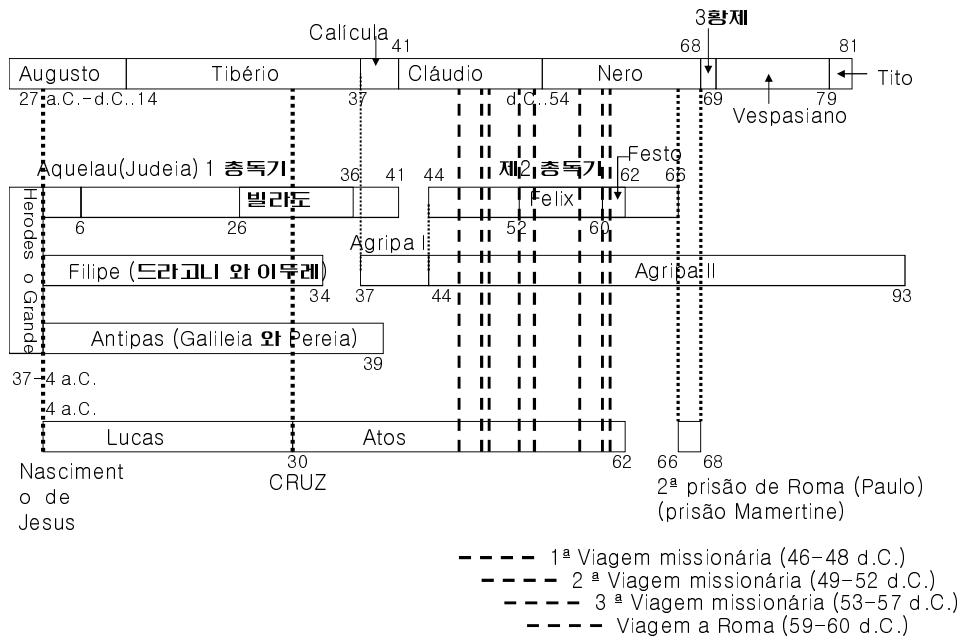 3황제
Calícula
41
68
81
Augusto
Tibério
Cláudio
Nero
Tito
27 a.C.-d.C..14
37
d.C..54
69
79
Vespasiano
Aquelau(Judeia) 1 총독기
36
41
44
제2 총독기
Festo
62
66
빌라도
Felix
6
26
52
60
Herodes o Grande
Agripa I
Filipe (드라고니 와 이두레)
Agripa II
34
37
44
93
Antipas (Galileia 와 Pereia)
39
37-4 a.C.
4 a.C.
Lucas
Atos
30
62
66
68
CRUZ
Nasciment
o de
Jesus
2ª prisão de Roma (Paulo)
(prisão Mamertine)
1ª Viagem missionária (46-48 d.C.)
2 ª Viagem missionária (49-52 d.C.)
3 ª Viagem missionária (53-57 d.C.)
Viagem a Roma (59-60 d.C.)